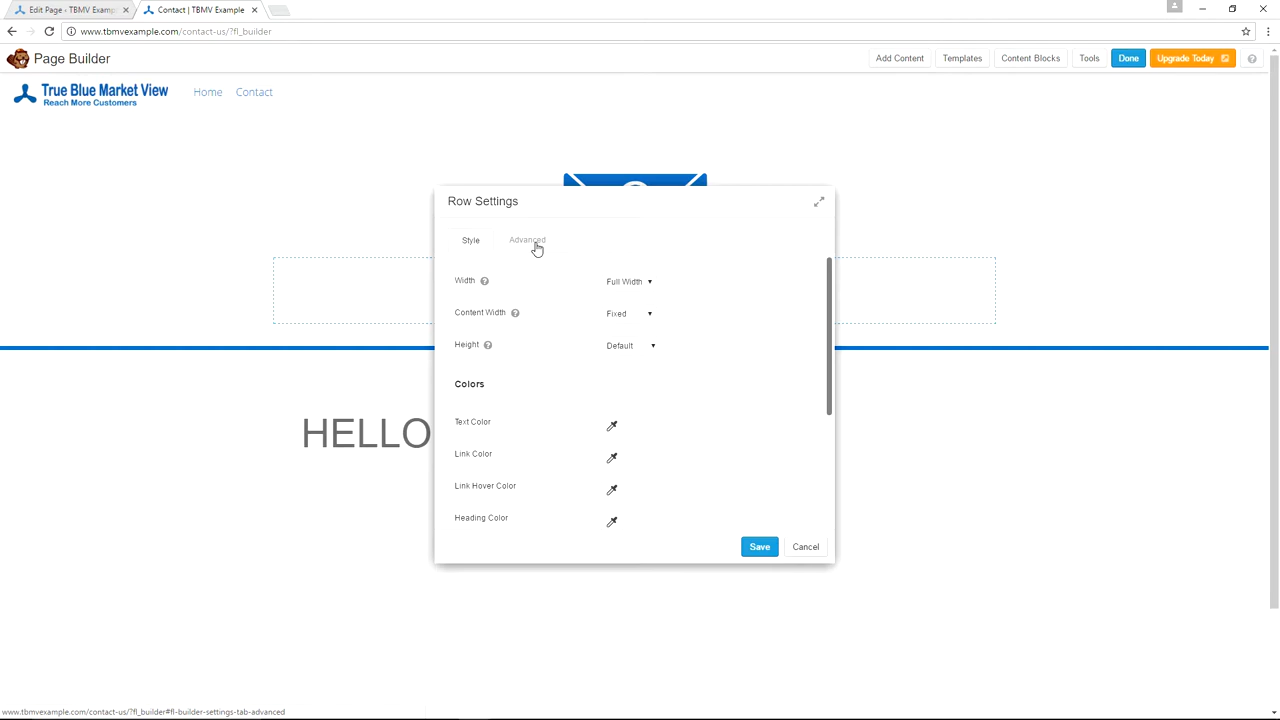 Edit Page - TBMV Examp
Contact | TBMV Example
www.tbmvexample.com/contact-us/?fl_builder
Page Builder
Add Content
Templates
Content Blocks
Tools
Done
Upgrade Today
True Blue Market View
Reach More Customers
Home
Contact
Row Settings
Style
Advanced
Width
Full Width
Content Width
Fixed
Height
Default
Colors
Text Color
Link Color
Link Hover Color
Heading Color
HELLO
Save
Cancel
www.tbmvexample.com/contact-us/?fl_builder#fl-builder-settings-tab-advanced